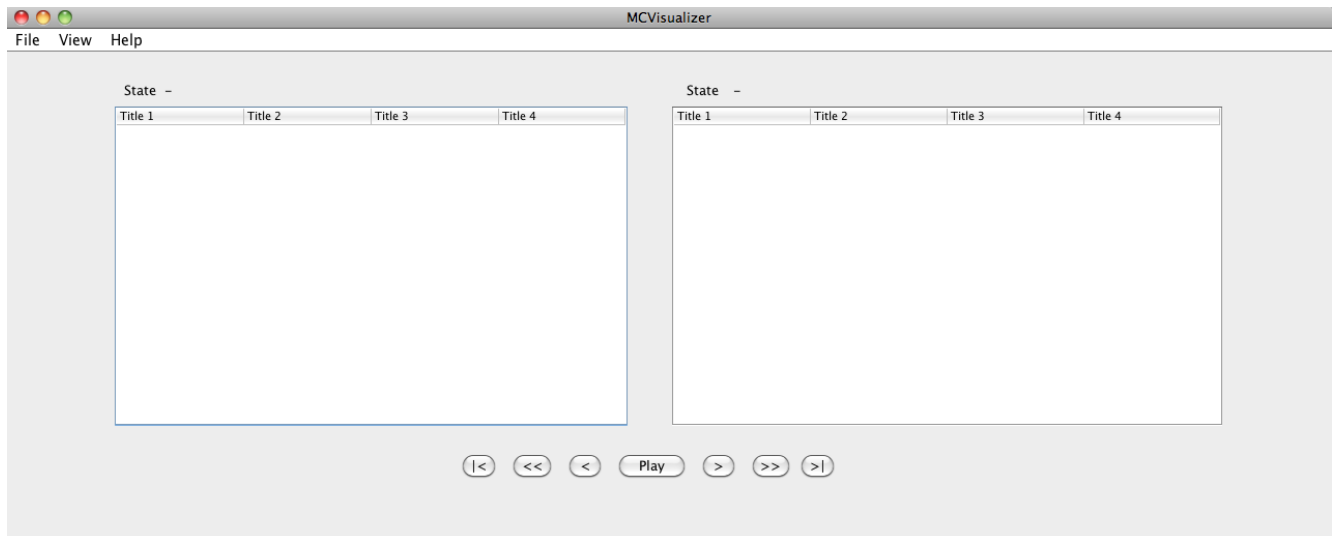 MCVisualizer
File View Help
State - State -
Title 1 Title 2 Title 3 Title 4 Title 1 Title 2 Title 3 Title 4
|< << < Play > >> >|